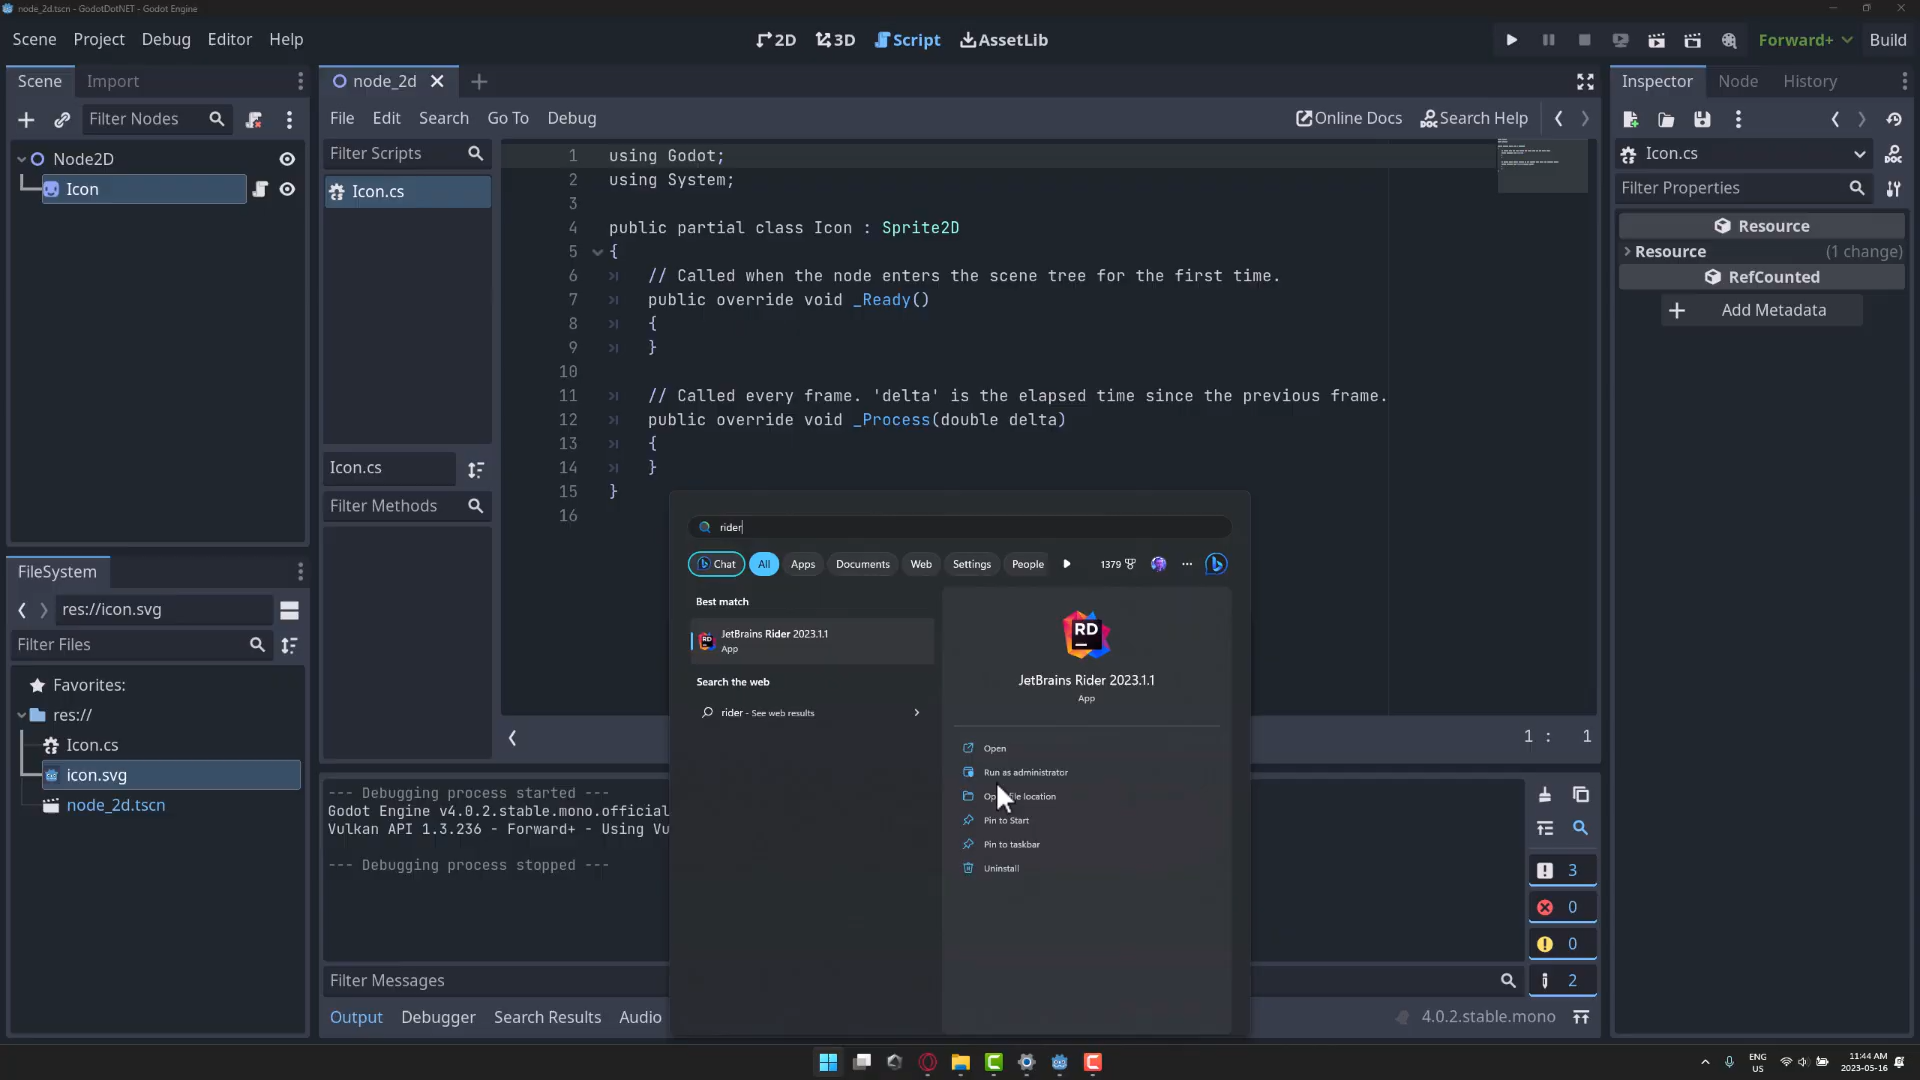 node_2d.tscn - GodotDotNET - Godot Engine
Scene Project Debug Editor Help
2D 3D Script AssetLib
Forward+ Build
Scene Import
Filter Nodes
Node2D
Icon
node_2d
File Edit Search Go To Debug
Online Docs Search Help
Filter Scripts
Icon.cs
Icon.cs
Filter Methods
1 using Godot;
2 using System;
3
4 public partial class Icon : Sprite2D
5 {
6 // Called when the node enters the scene tree for the first time.
7 public override void _Ready()
8 {
9 }
10
11 // Called every frame. 'delta' is the elapsed time since the previous frame.
12 public override void _Process(double delta)
13 {
14 }
15 }
16
1 : 1
Inspector Node History
Icon.cs
Filter Properties
Resource
Resource (1 change)
RefCounted
Add Metadata
FileSystem
res://icon.svg
Filter Files
Favorites:
res://
Icon.cs
icon.svg
node_2d.tscn
--- Debugging process started ---
Godot Engine v4.0.2.stable.mono.official
Vulkan API 1.3.236 - Forward+ - Using Vu
--- Debugging process stopped ---
Filter Messages
Output Debugger Search Results Audio
3
0
0
2
4.0.2.stable.mono
rider
Chat All Apps Documents Web Settings People 1379
Best match
JetBrains Rider 2023.1.1
App
Search the web
rider - See web results
RD
JetBrains Rider 2023.1.1
App
Open
Run as administrator
file location
Pin to Start
Pin to taskbar
Uninstall
ENG
US
11:44 AM
2023-05-16